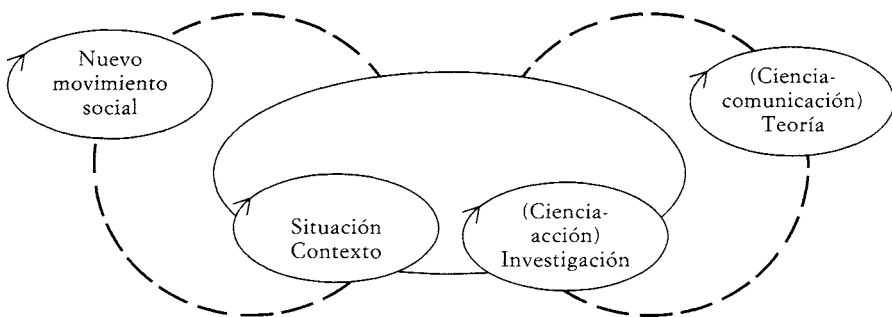 Nuevo
movimiento
social
(Ciencia-
comunicación)
Teoría
Situación
Contexto
(Ciencia-
acción)
Investigación